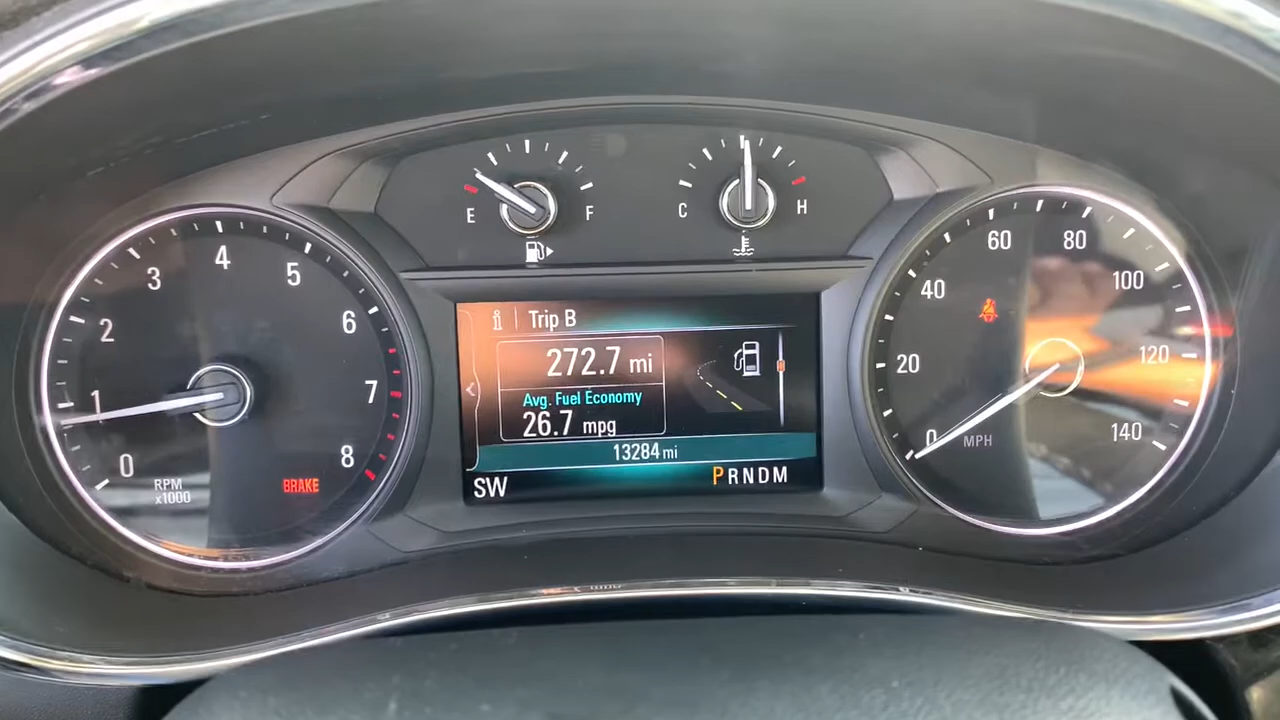 E
F
C
H
0
1
2
3
4
5
6
7
8
RPM
x1000
BRAKE
i
Trip B
272.7 mi
Avg. Fuel Economy
26.7 mpg
13284 mi
SW
PRNDM
0
20
40
60
80
100
120
140
MPH